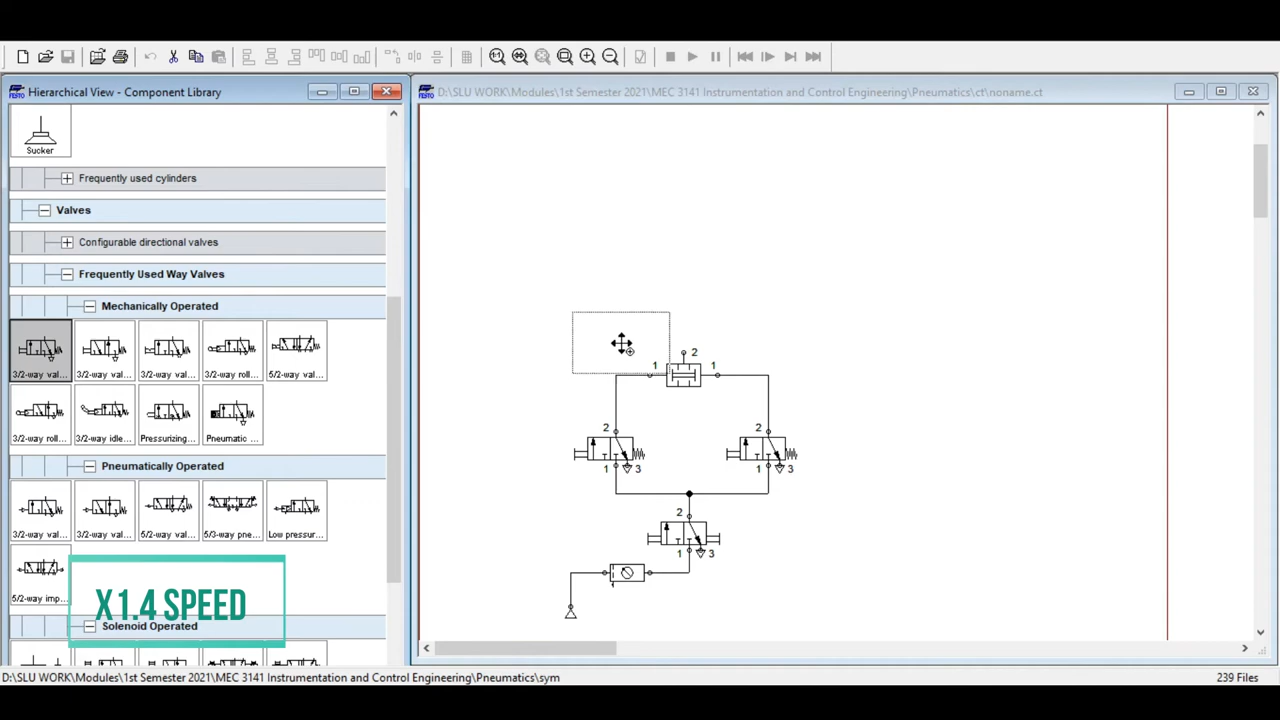 FESTO
Hierarchical View - Component Library
FESTO
D:\SLU WORK\Modules\1st Semester 2021\MEC 3141 Instrumentation and Control Engineering\Pneumatics\ct\noname.ct
Sucker
Frequently used cylinders
Valves
Configurable directional valves
Frequently Used Way Valves
Mechanically Operated
3/2-way val... 3/2-way val... 3/2-way val... 3/2-way roll... 5/2-way val...
3/2-way roll... 3/2-way idle... Pressurizing... Pneumatic ...
Pneumatically Operated
3/2-way val... 3/2-way val... 5/2-way val... 5/3-way pne... Low pressur...
5/2-way imp...
X1.4 SPEED
Solenoid Operated
1 2 1
2 2
1 3 1 3
2
1 3
D:\SLU WORK\Modules\1st Semester 2021\MEC 3141 Instrumentation and Control Engineering\Pneumatics\sym
239 Files